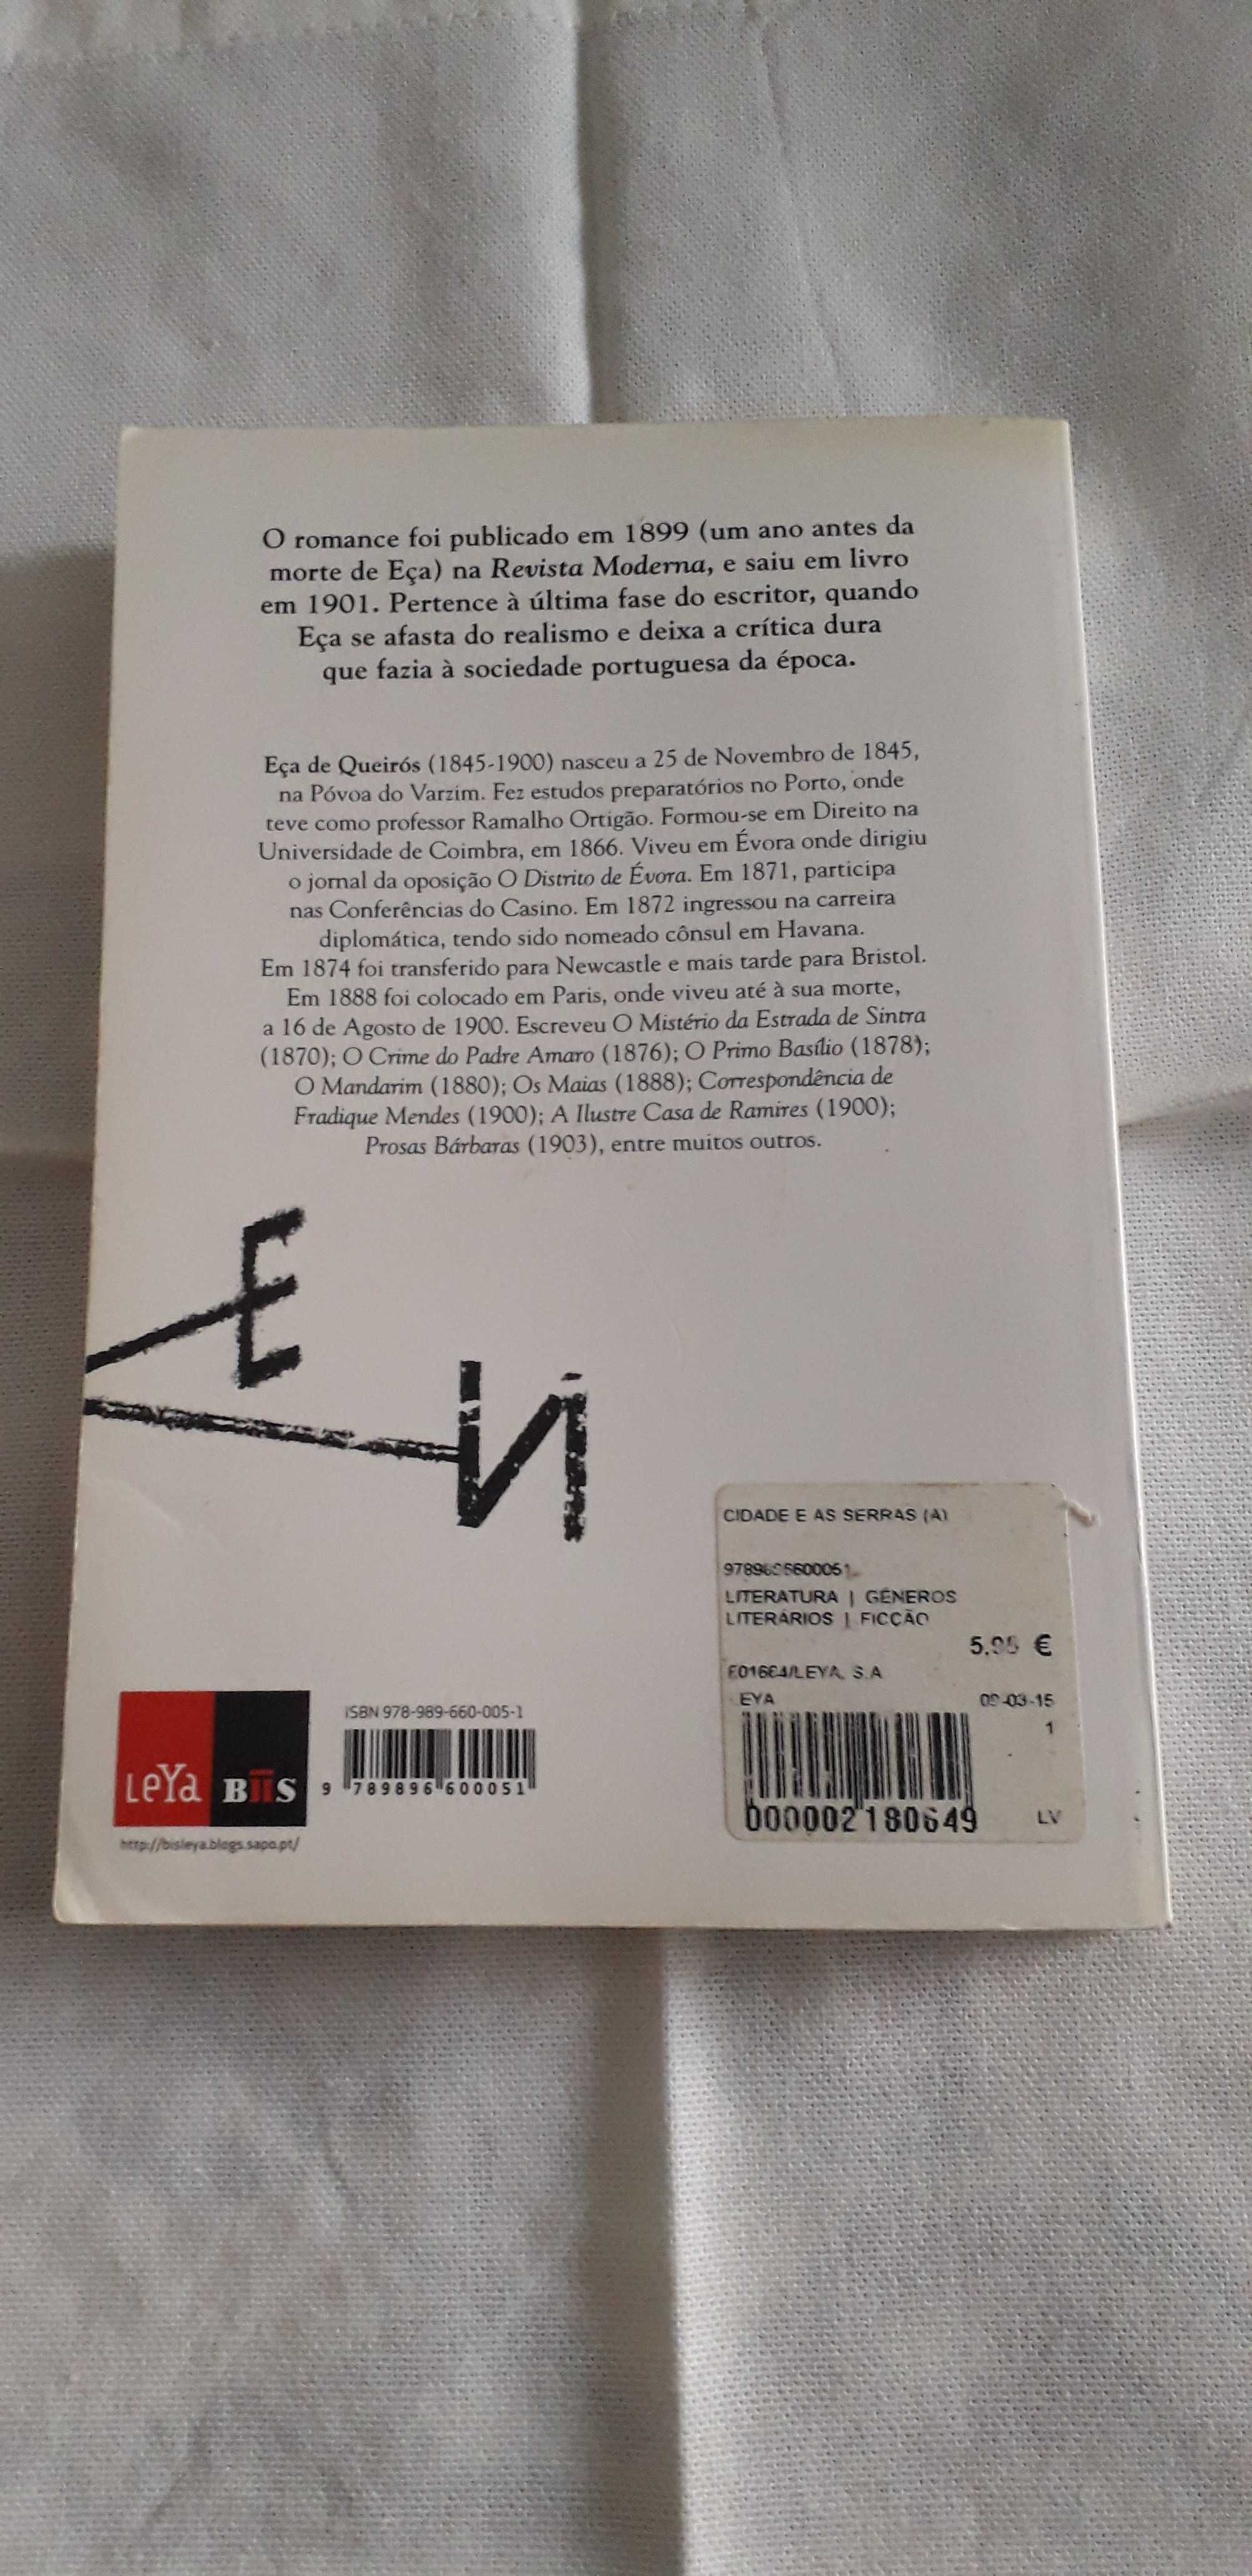 O romance foi publicado em 1899 (um ano antes da
morte de Eça) na Revista Moderna, e saiu em livro
em 1901. Pertence à última fase do escritor, quando
Eça se afasta do realismo e deixa a crítica dura
que fazia à sociedade portuguesa da época.
Eça de Queirós (1845-1900) nasceu a 25 de Novembro de 1845,
na Póvoa do Varzim. Fez estudos preparatórios no Porto, onde
teve como professor Ramalho Ortigão. Formou-se em Direito na
Universidade de Coimbra, em 1866. Viveu em Évora onde dirigiu
o jornal da oposição O Distrito de Évora. Em 1871, participa
nas Conferências do Casino. Em 1872 ingressou na carreira
diplomática, tendo sido nomeado cônsul em Havana.
Em 1874 foi transferido para Newcastle e mais tarde para Bristol.
Em 1888 foi colocado em Paris, onde viveu até à sua morte,
a 16 de Agosto de 1900. Escreveu O Mistério da Estrada de Sintra
(1870); O Crime do Padre Amaro (1876); O Primo Basílio (1878);
O Mandarim (1880); Os Maias (1888); Correspondência de
Fradique Mendes (1900); A Ilustre Casa de Ramires (1900);
Prosas Bárbaras (1903), entre muitos outros.
E
CIDADE E AS SERRAS (A)
LITERATURA | GÉNEROS
LITERÁRIOS | FICÇÃO
€
LEYA, S.A
EYA
1
000002180649
LV
LeYa BIIS
http://bisleya.blogs.sapo.pt/
ISBN 978-989-660-005-1
9 789896 600051